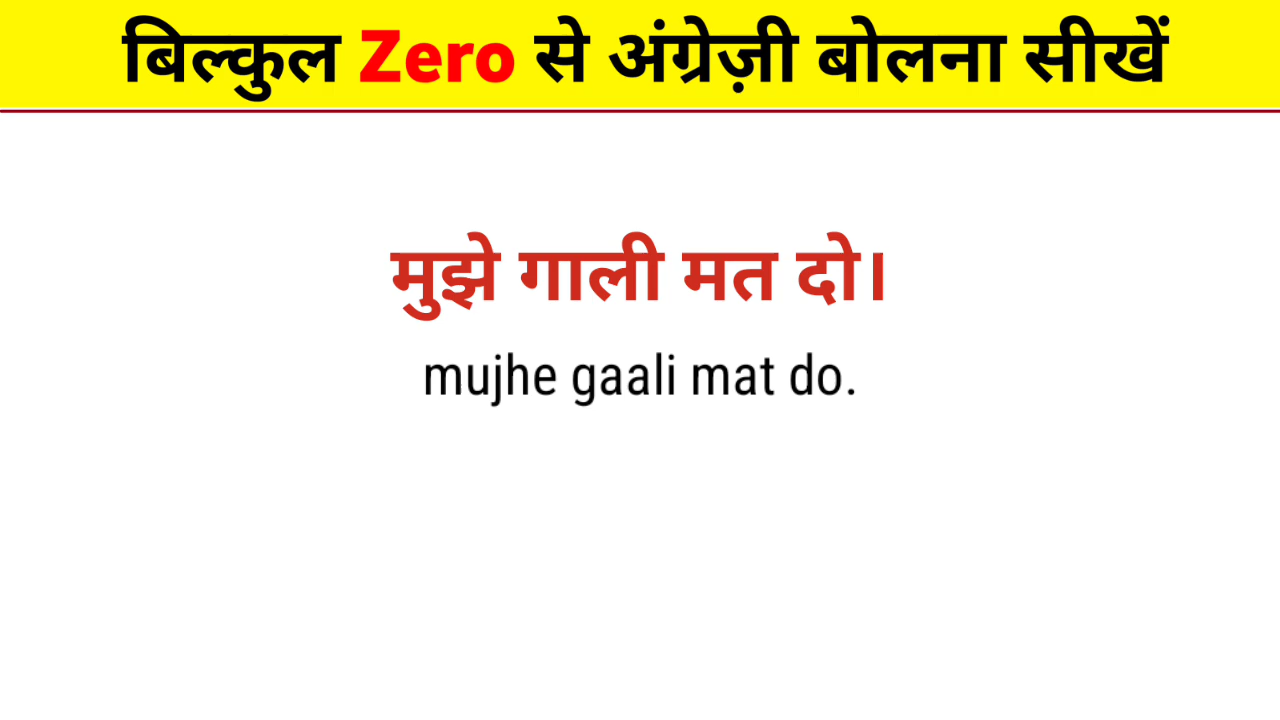 बिल्कुल Zero से अंग्रेज़ी बोलना सीखें
मुझे गाली मत दो।
mujhe gaali mat do.